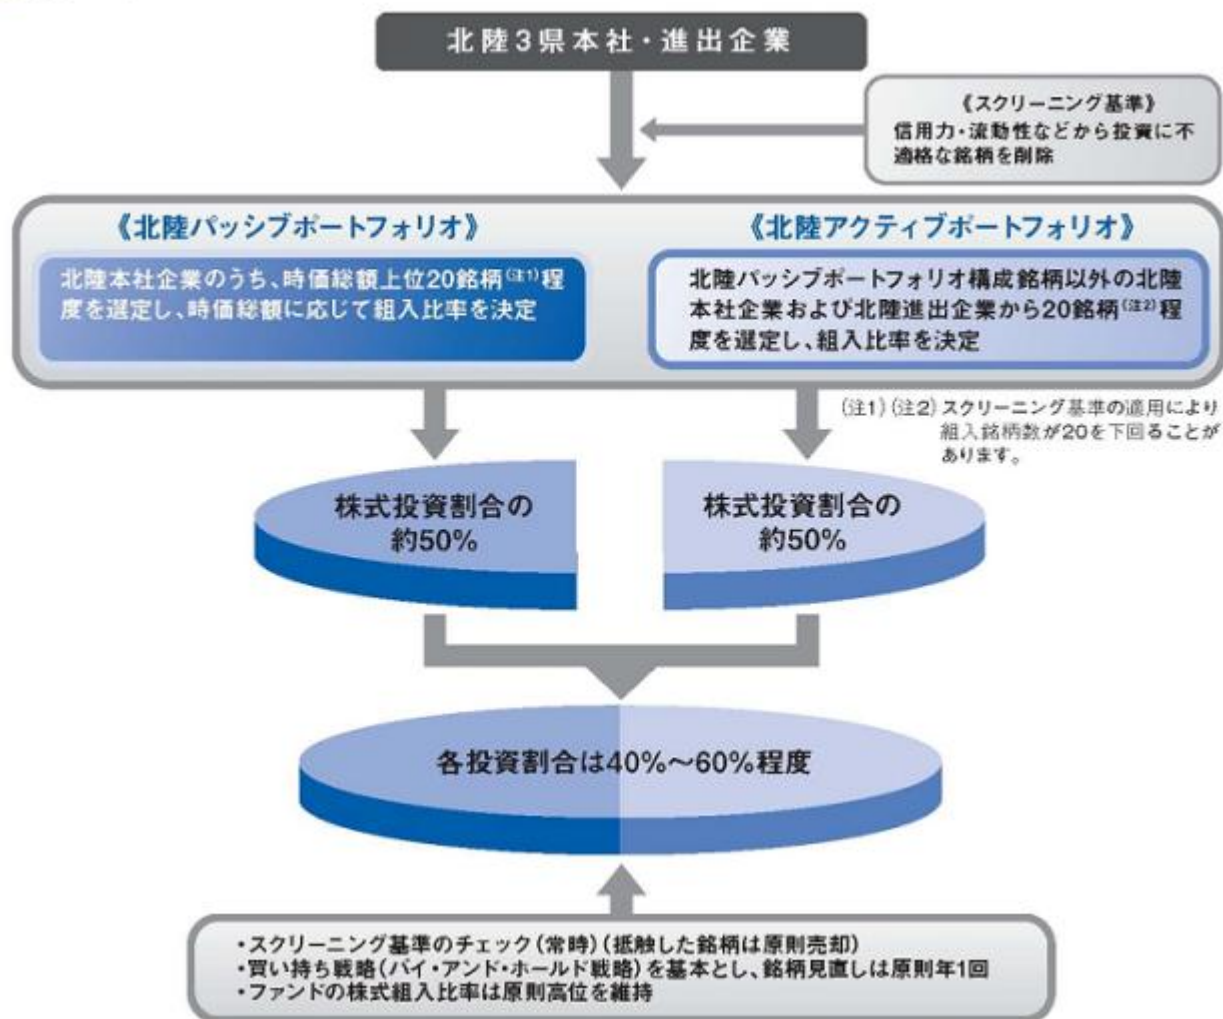 北陸3県本社・進出企業
《スクリーニング基準》
信用力・流動性などから投資に不
適格な銘柄を削除
《北陸パッシブポートフォリオ》
北陸本社企業のうち、時価総額上位20銘柄(注1)程
度を選定し、時価総額に応じて組入比率を決定
《北陸アクティブポートフォリオ》
北陸パッシブポートフォリオ構成銘柄以外の北陸
本社企業および北陸進出企業から20銘柄(注2)程
度を選定し、組入比率を決定
(注1)(注2)スクリーニング基準の適用により
組入銘柄数が20を下回ることが
あります。
株式投資割合の
約50%
株式投資割合の
約50%
各投資割合は40%~60%程度
・スクリーニング基準のチェック(常時)(抵触した銘柄は原則売却)
・買い持ち戦略(バイ・アンド・ホールド戦略)を基本とし、銘柄見直しは原則年1回
・ファンドの株式組入比率は原則高位を維持